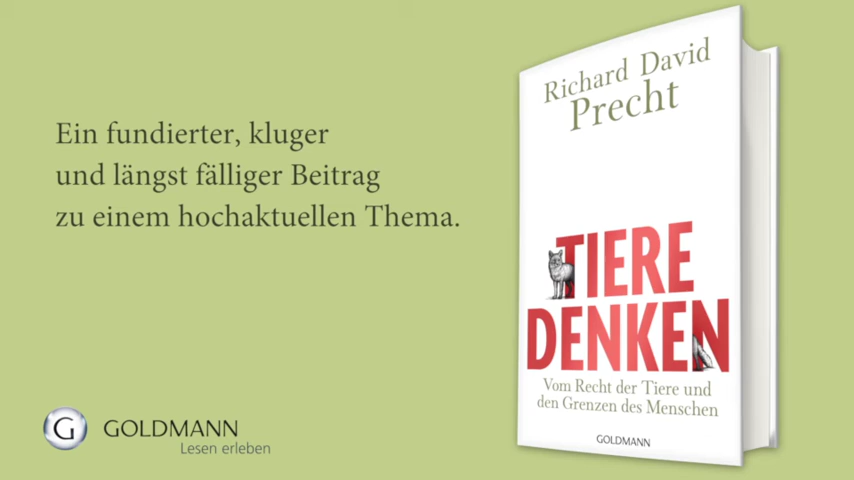 Ein fundierter, kluger
und längst fälliger Beitrag
zu einem hochaktuellen Thema.
G GOLDMANN
Lesen erleben
Richard David
Precht
TIERE
DENKEN
Vom Recht der Tiere und
den Grenzen des Menschen
GOLDMANN